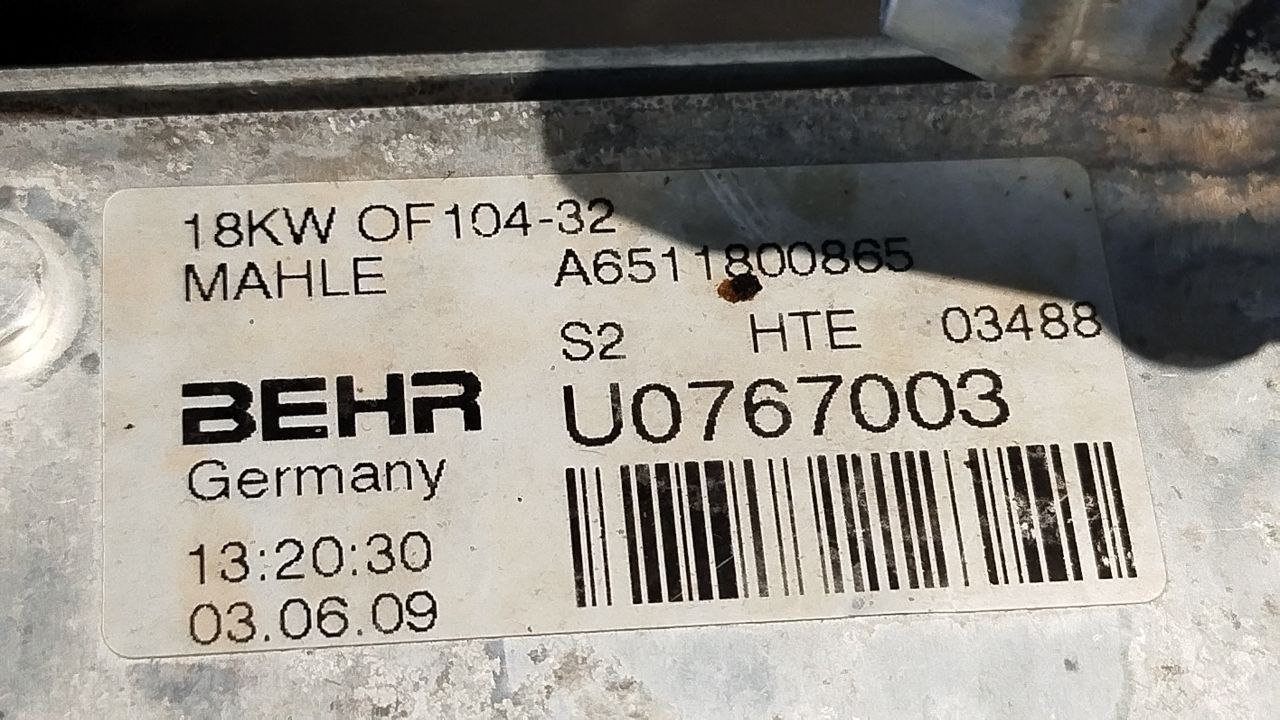 18KW OF104-32
MAHLE A6511800865
S2 HTE 03488
BEHR U0767003
Germany
13:20:30
03.06.09